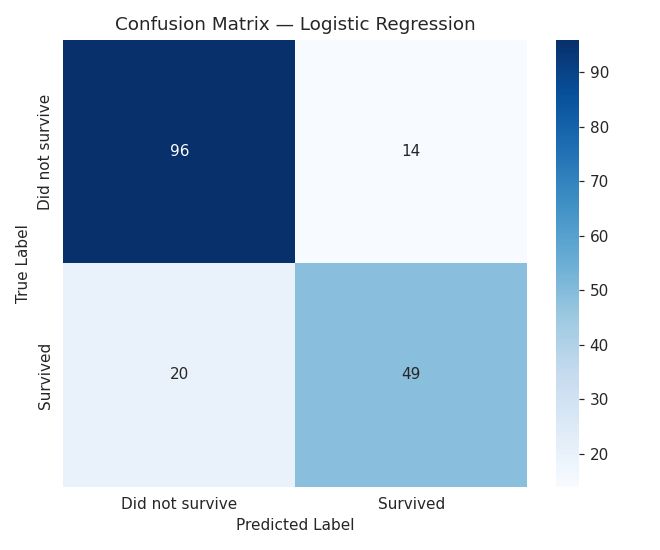 Confusion Matrix — Logistic Regression
True Label
Did not survive
Survived
96
14
20
49
Did not survive
Survived
Predicted Label
90
80
70
60
50
40
30
20